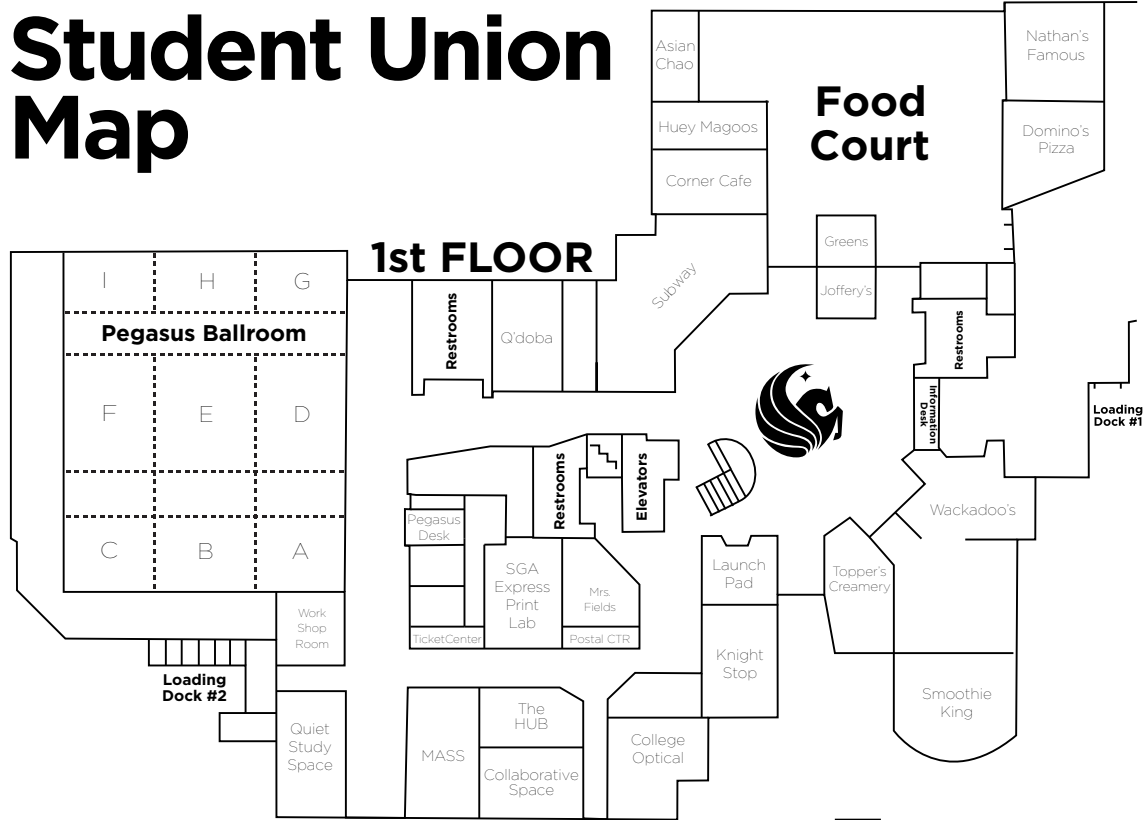 Student Union
Map
Asian
Chao
Nathan's
Famous
Food
Court
Huey Magoos
Domino's
Pizza
Corner Cafe
1st FLOOR
Greens
Joffery's
Subway
I
H
G
Pegasus Ballroom
Restrooms
Q'doba
Restrooms
F
E
D
Information
Desk
Loading
Dock #1
Restrooms
Elevators
Wackadoo's
Pegasus
Desk
C
B
A
SGA
Express
Print
Lab
Mrs.
Fields
Launch
Pad
Topper's
Creamery
Work
Shop
Room
TicketCenter
Postal CTR
Knight
Stop
Loading
Dock #2
Smoothie
King
Quiet
Study
Space
MASS
The
HUB
Collaborative
Space
College
Optical